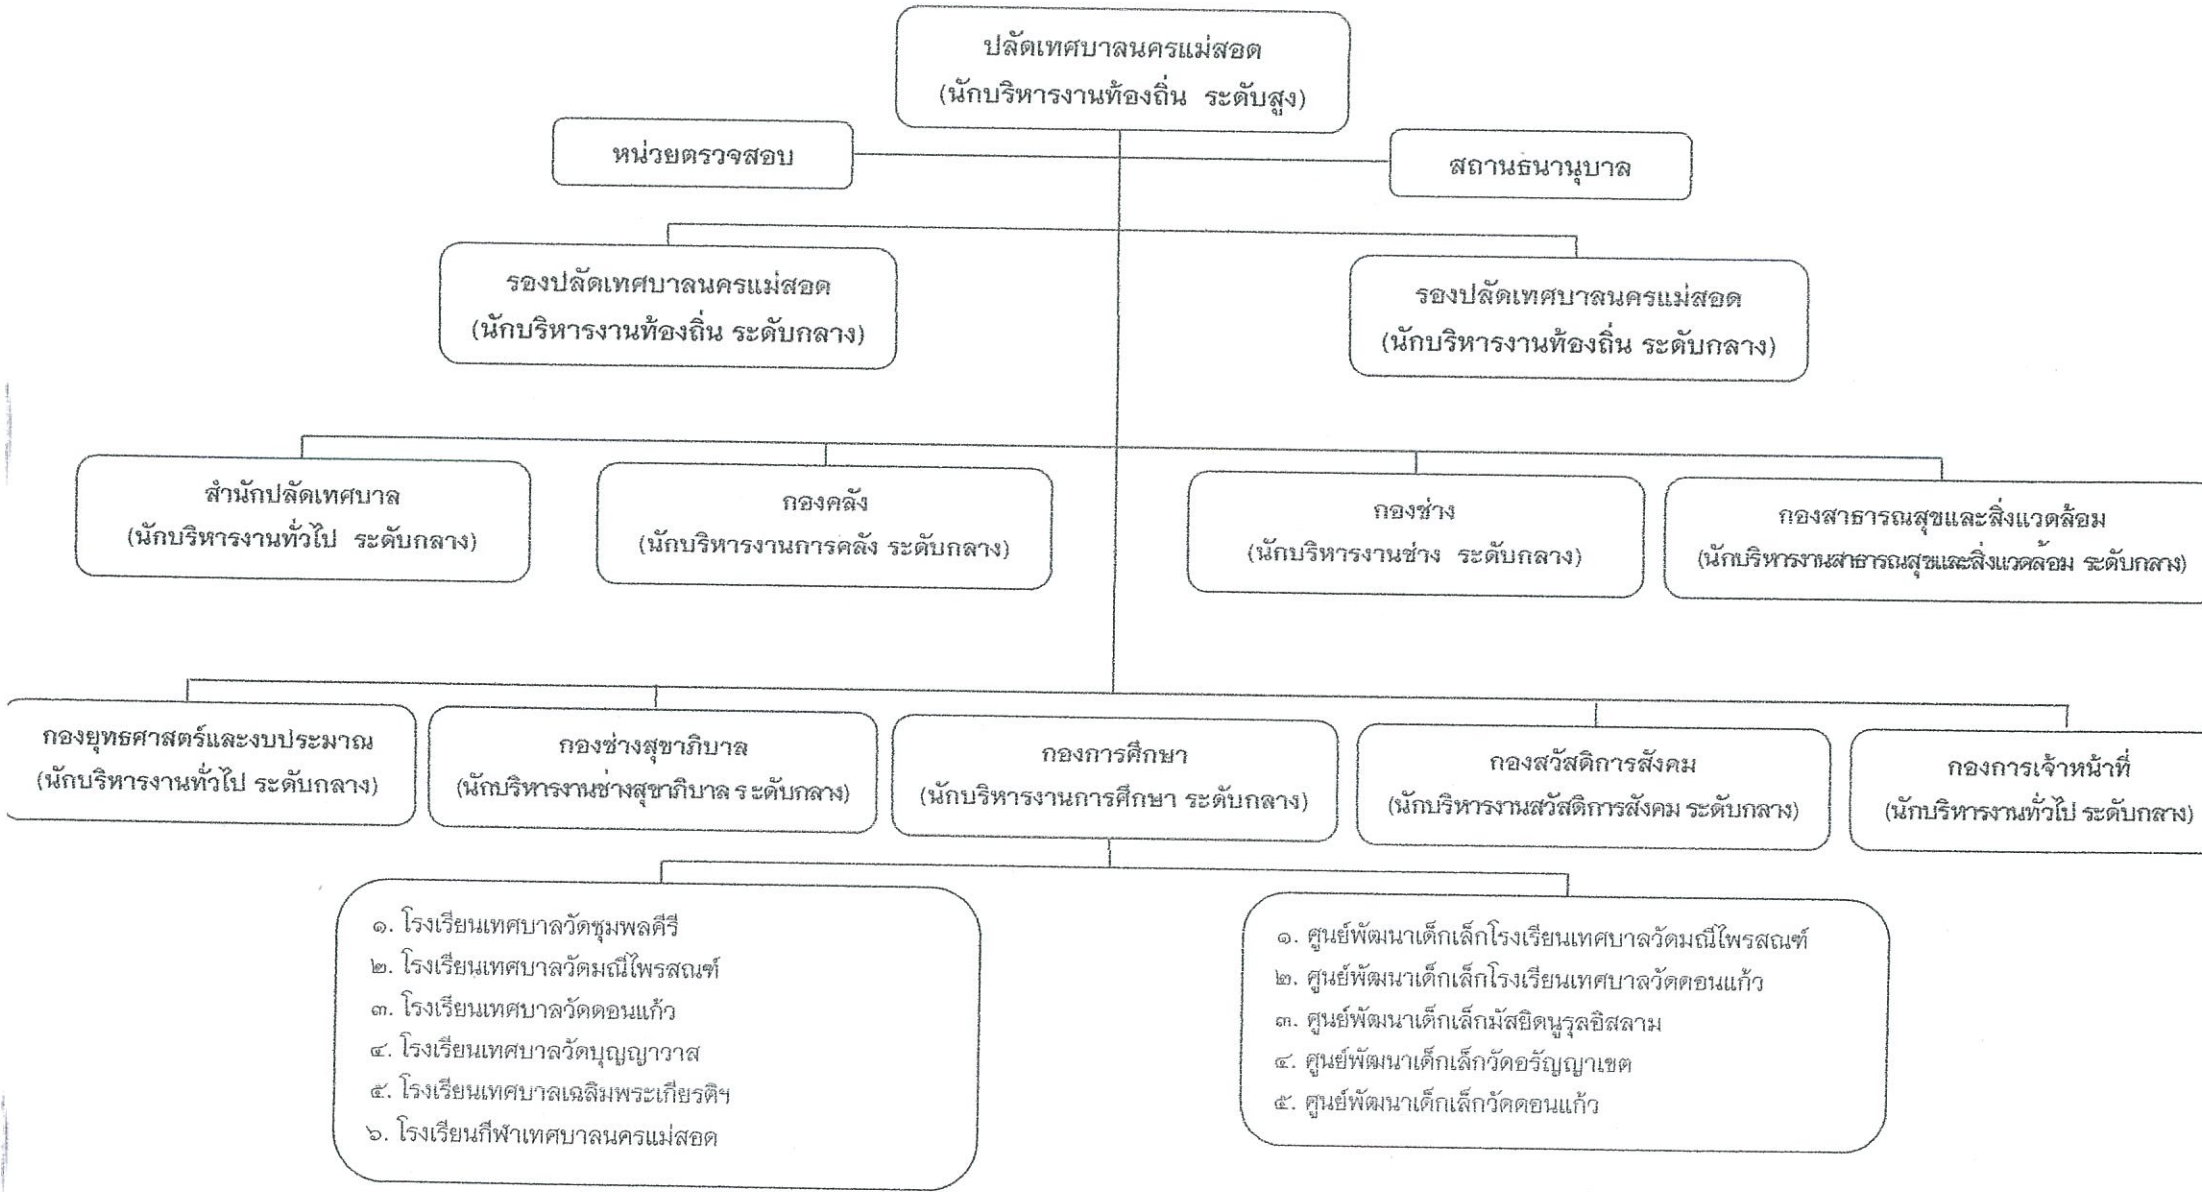 ปลัดเทศบาลนครแม่สอด
(นักบริหารงานท้องถิ่น ระดับสูง)
หน่วยตรวจสอบ
สถานธนานุบาล
รองปลัดเทศบาลนครแม่สอด
(นักบริหารงานท้องถิ่น ระดับกลาง)
รองปลัดเทศบาลนครแม่สอด
(นักบริหารงานท้องถิ่น ระดับกลาง)
สำนักปลัดเทศบาล
(นักบริหารงานทั่วไป ระดับกลาง)
กองคลัง
(นักบริหารงานการคลัง ระดับกลาง)
กองช่าง
(นักบริหารงานช่าง ระดับกลาง)
กองสาธารณสุขและสิ่งแวดล้อม
(นักบริหารงานสาธารณสุขและสิ่งแวดล้อม ระดับกลาง)
กองยุทธศาสตร์และงบประมาณ
(นักบริหารงานทั่วไป ระดับกลาง)
กองช่างสุขาภิบาล
(นักบริหารงานช่างสุขาภิบาล ระดับกลาง)
กองการศึกษา
(นักบริหารงานการศึกษา ระดับกลาง)
กองสวัสดิการสังคม
(นักบริหารงานสวัสดิการสังคม ระดับกลาง)
กองการเจ้าหน้าที่
(นักบริหารงานทั่วไป ระดับกลาง)
๑. โรงเรียนเทศบาลวัดชุมพลคีรี
๒. โรงเรียนเทศบาลวัดมณีไพรสณฑ์
๓. โรงเรียนเทศบาลวัดดอนแก้ว
๔. โรงเรียนเทศบาลวัดบุญญาวาส
๕. โรงเรียนเทศบาลเฉลิมพระเกียรติฯ
๖. โรงเรียนกีฬาเทศบาลนครแม่สอด
๑. ศูนย์พัฒนาเด็กเล็กโรงเรียนเทศบาลวัดมณีไพรสณฑ์
๒. ศูนย์พัฒนาเด็กเล็กโรงเรียนเทศบาลวัดดอนแก้ว
๓. ศูนย์พัฒนาเด็กเล็กมัสยิดนูรุลอิสลาม
๔. ศูนย์พัฒนาเด็กเล็กวัดอรัญญาเขต
๕. ศูนย์พัฒนาเด็กเล็กวัดดอนแก้ว